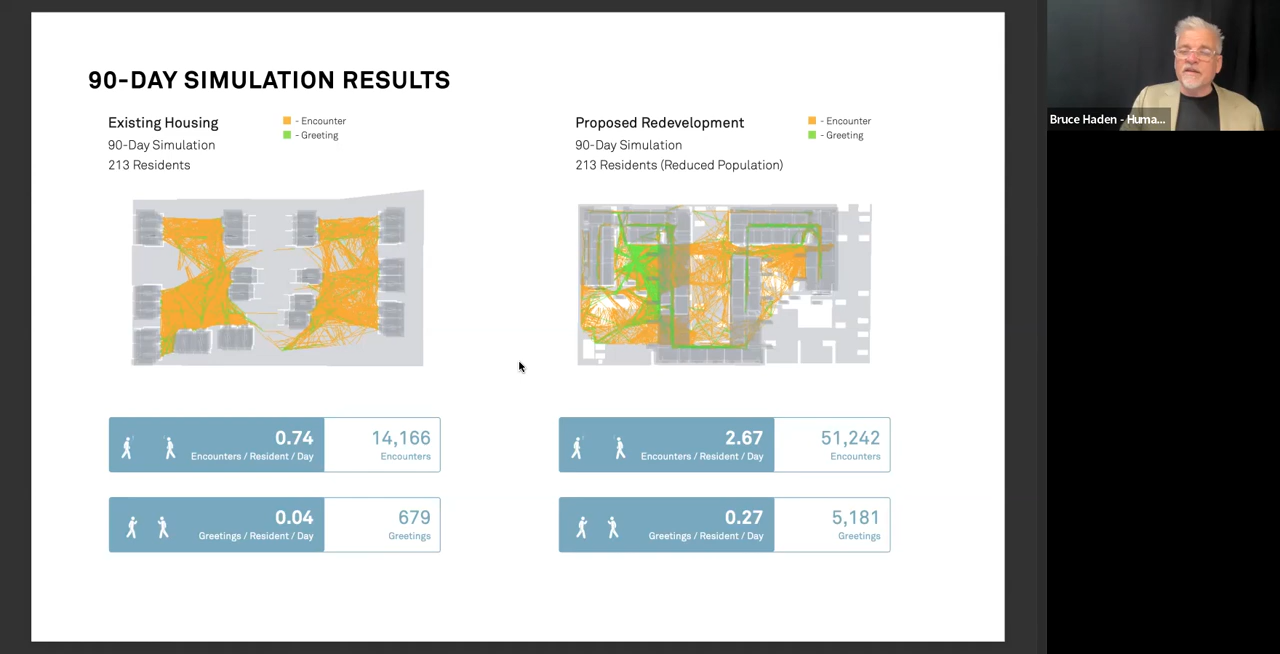 90-DAY SIMULATION RESULTS
Existing Housing
90-Day Simulation
213 Residents
- Encounter
- Greeting
Proposed Redevelopment
90-Day Simulation
213 Residents (Reduced Population)
- Encounter
- Greeting
0.74
Encounters / Resident / Day
14,166
Encounters
0.04
Greetings / Resident / Day
679
Greetings
2.67
Encounters / Resident / Day
51,242
Encounters
0.27
Greetings / Resident / Day
5,181
Greetings
Bruce Haden - Huma...